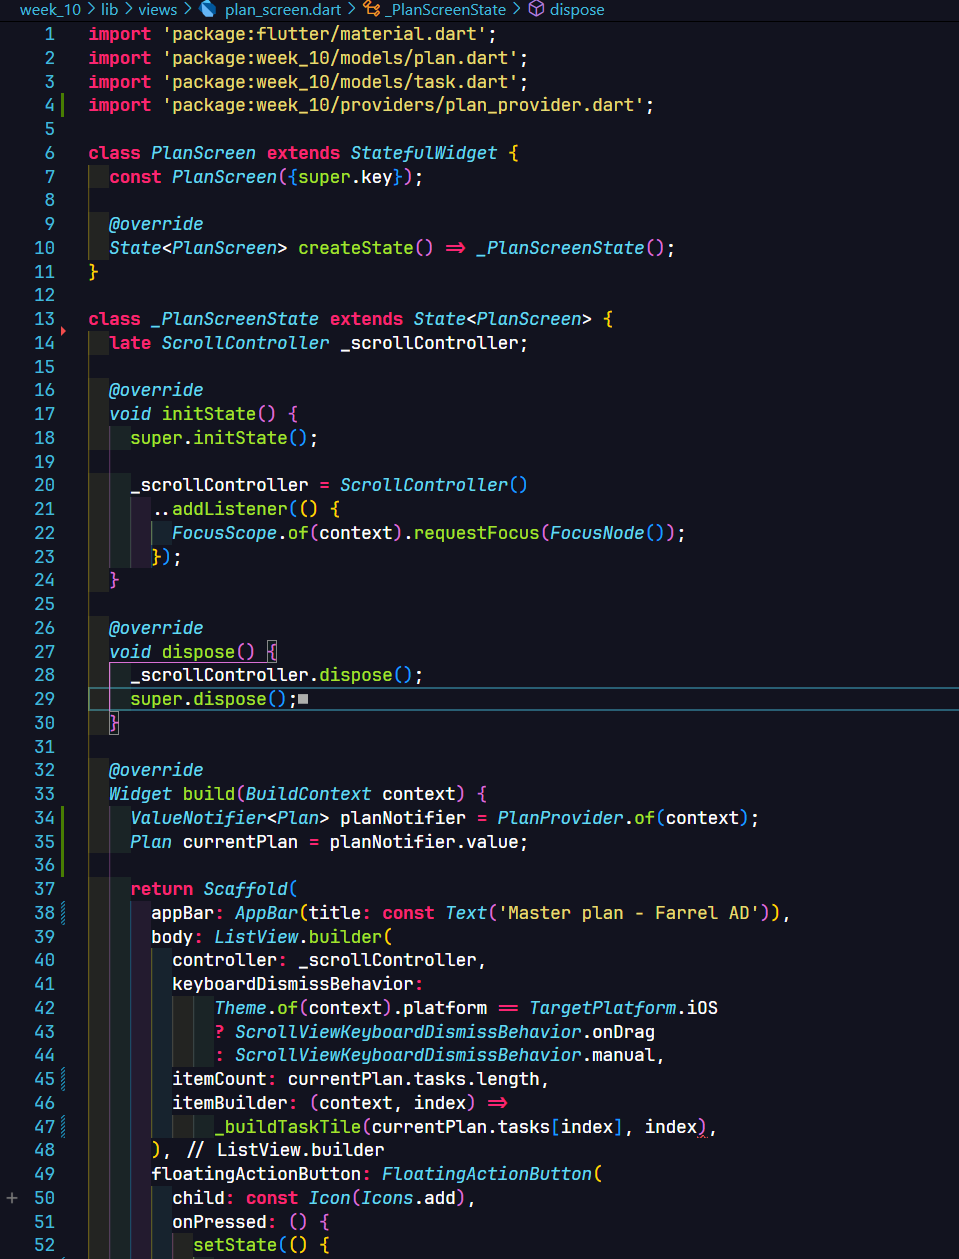 week_10 > lib > views > plan_screen.dart > _PlanScreenState > dispose
1 import 'package:flutter/material.dart';
2 import 'package:week_10/models/plan.dart';
3 import 'package:week_10/models/task.dart';
4 import 'package:week_10/providers/plan_provider.dart';
5
6 class PlanScreen extends StatefulWidget {
7   const PlanScreen({super.key});
8
9   @override
10   State<PlanScreen> createState() => _PlanScreenState();
11 }
12
13 class _PlanScreenState extends State<PlanScreen> {
14   late ScrollController _scrollController;
15
16   @override
17   void initState() {
18     super.initState();
19
20     _scrollController = ScrollController()
21       ..addListener(() {
22         FocusScope.of(context).requestFocus(FocusNode());
23       });
24   }
25
26   @override
27   void dispose() {
28     _scrollController.dispose();
29     super.dispose();
30   }
31
32   @override
33   Widget build(BuildContext context) {
34     ValueNotifier<Plan> planNotifier = PlanProvider.of(context);
35     Plan currentPlan = planNotifier.value;
36
37     return Scaffold(
38       appBar: AppBar(title: const Text('Master plan - Farrel AD')),
39       body: ListView.builder(
40         controller: _scrollController,
41         keyboardDismissBehavior:
42             Theme.of(context).platform == TargetPlatform.iOS
43             ? ScrollViewKeyboardDismissBehavior.onDrag
44             : ScrollViewKeyboardDismissBehavior.manual,
45         itemCount: currentPlan.tasks.length,
46         itemBuilder: (context, index) =>
47             _buildTaskTile(currentPlan.tasks[index], index),
48       ), // ListView.builder
49       floatingActionButton: FloatingActionButton(
50         child: const Icon(Icons.add),
51         onPressed: () {
52           setState(() {